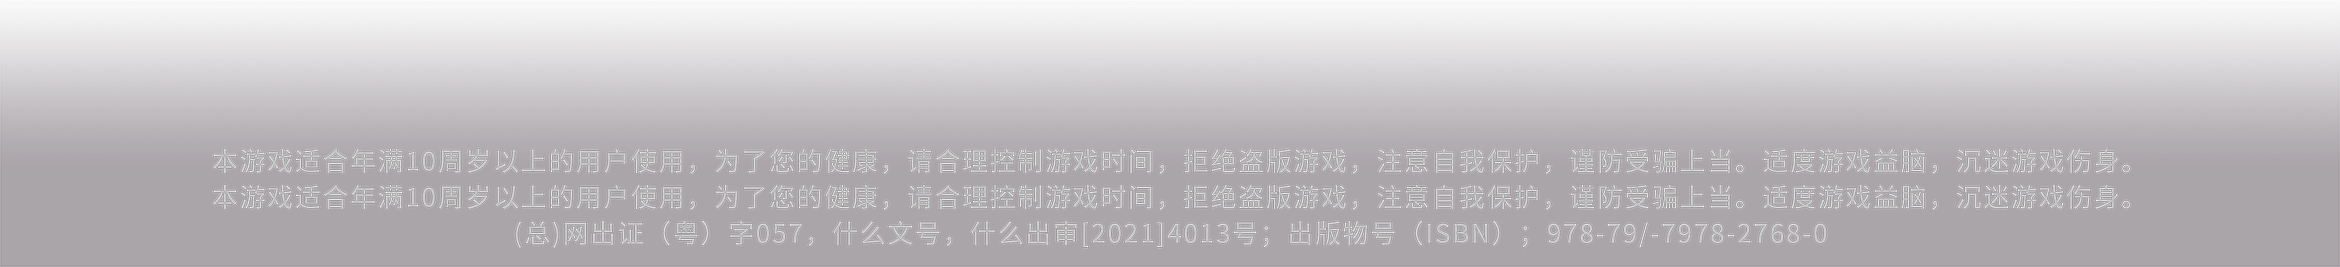 本游戏适合年满10周岁以上的用户使用，为了您的健康，请合理控制游戏时间，拒绝盗版游戏，注意自我保护，谨防受骗上当。适度游戏益脑，沉迷游戏伤身。
本游戏适合年满10周岁以上的用户使用，为了您的健康，请合理控制游戏时间，拒绝盗版游戏，注意自我保护，谨防受骗上当。适度游戏益脑，沉迷游戏伤身。
(总)网出证（粤）字057，什么文号，什么出审[2021]4013号；出版物号（ISBN）；978-79/-7978-2768-0